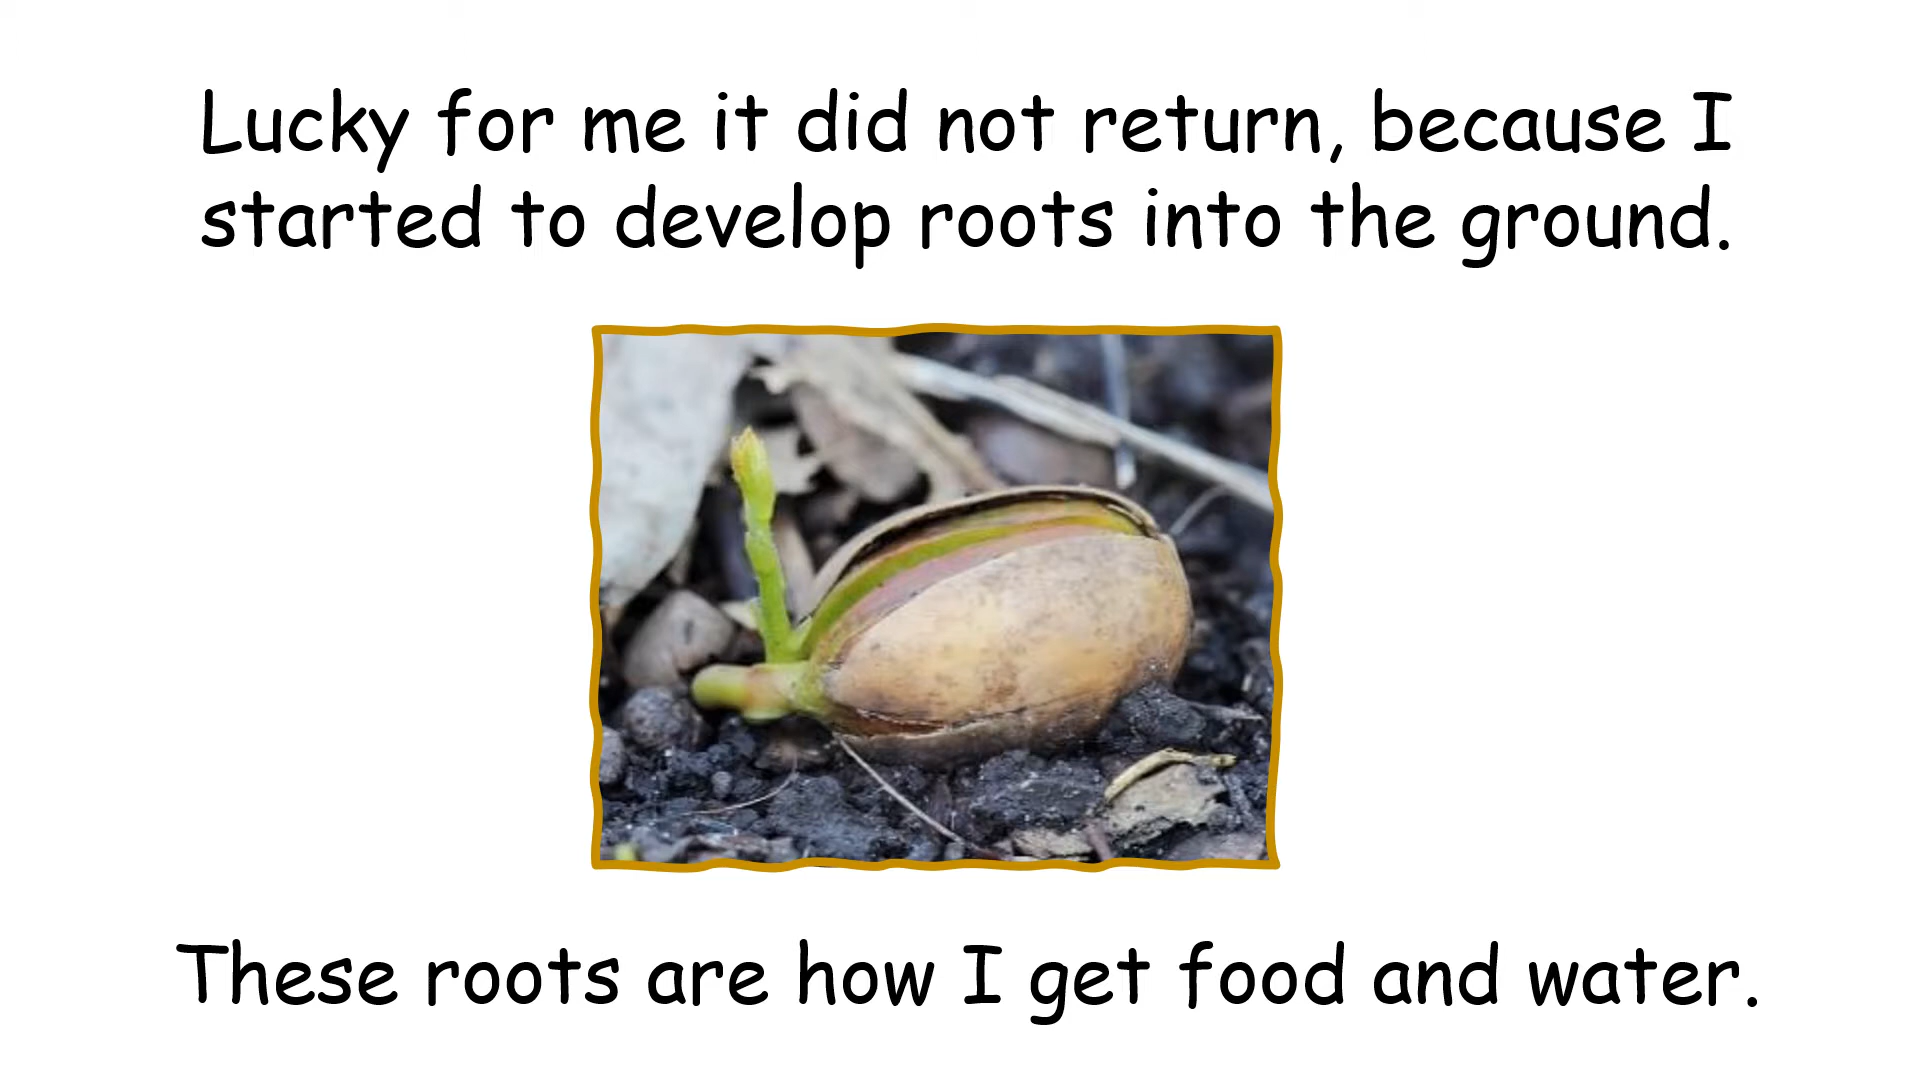 Lucky for me it did not return, because I
started to develop roots into the ground.
These roots are how I get food and water.